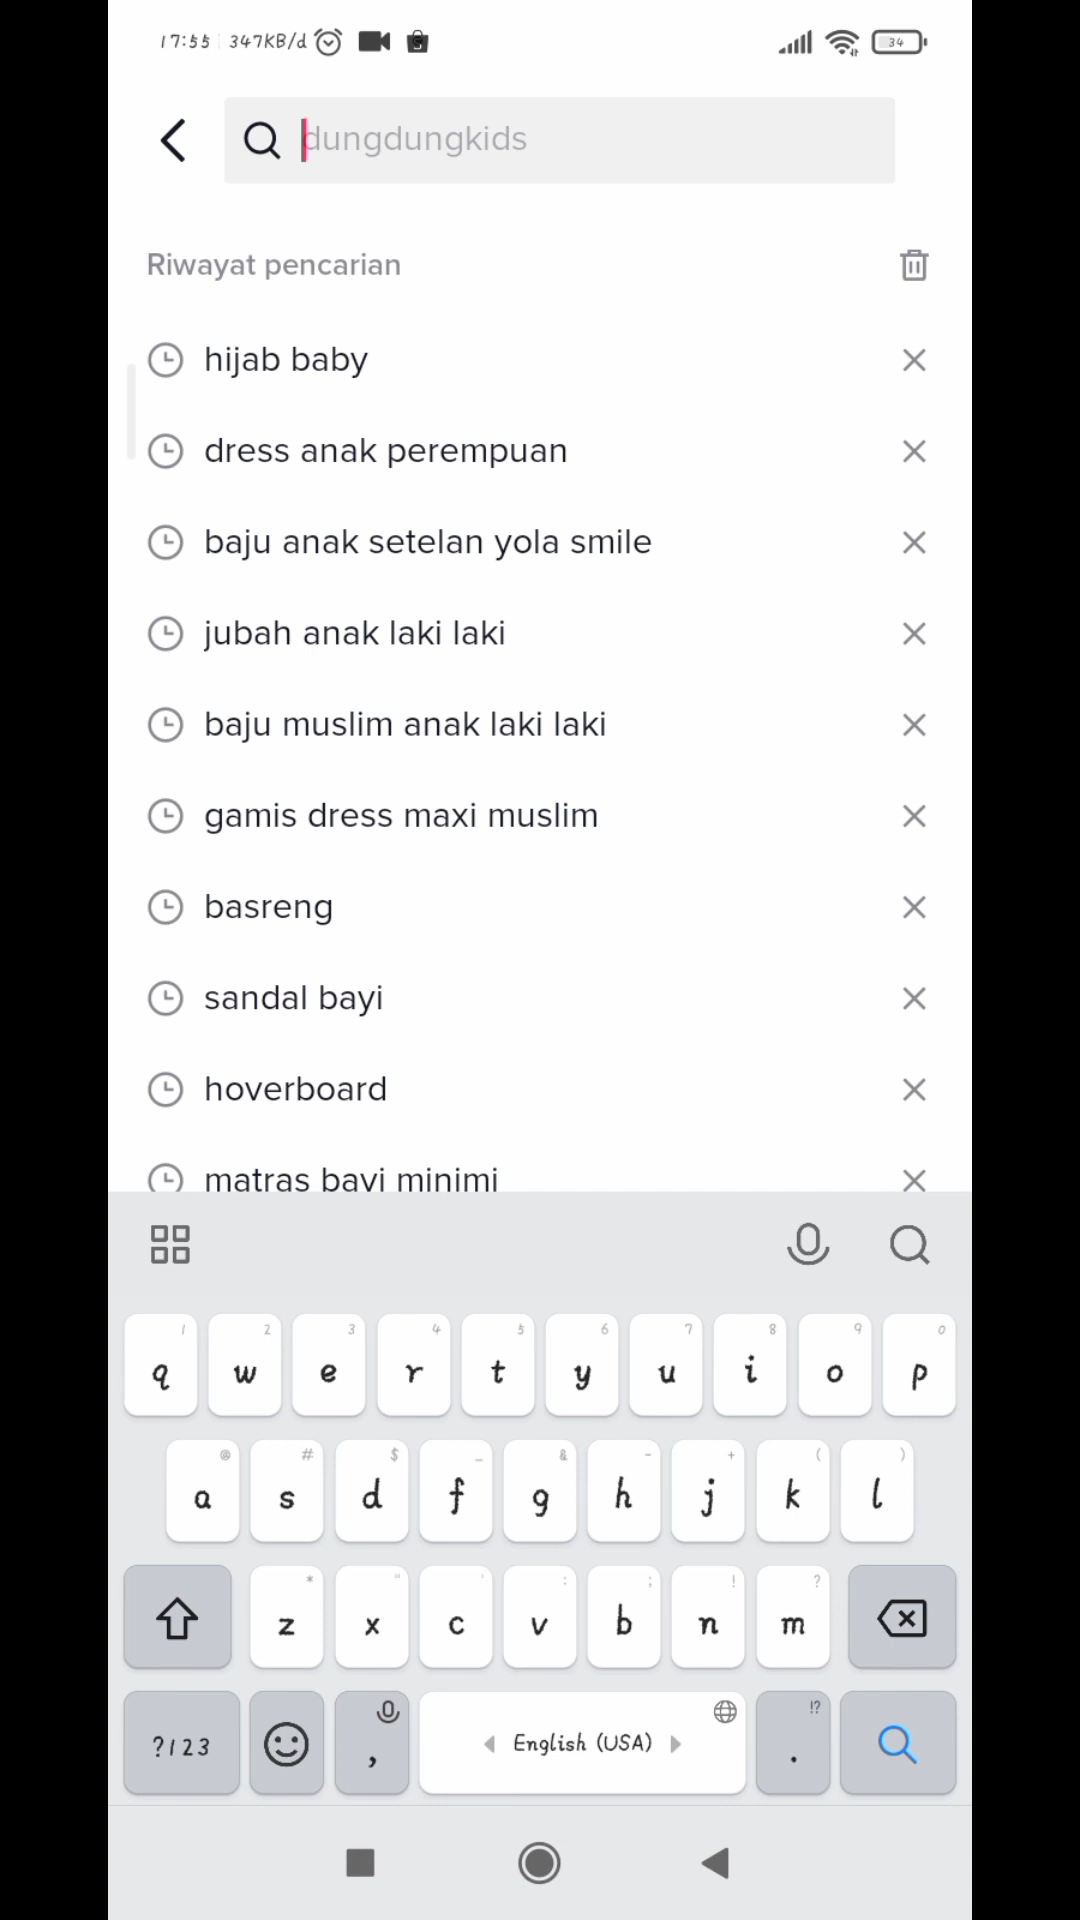 17:55 347KB/d
34
dungdungkids
Riwayat pencarian
hijab baby
dress anak perempuan
baju anak setelan yola smile
jubah anak laki laki
baju muslim anak laki laki
gamis dress maxi muslim
basreng
sandal bayi
hoverboard
matras bayi minimi
1 2 3 4 5 6 7 8 9 0
q w e r t y u i o p
@ # $ _ & - + ( )
a s d f g h j k l
* " ' : ; ! ?
z x c v b n m
!?
?123 , English (USA) .